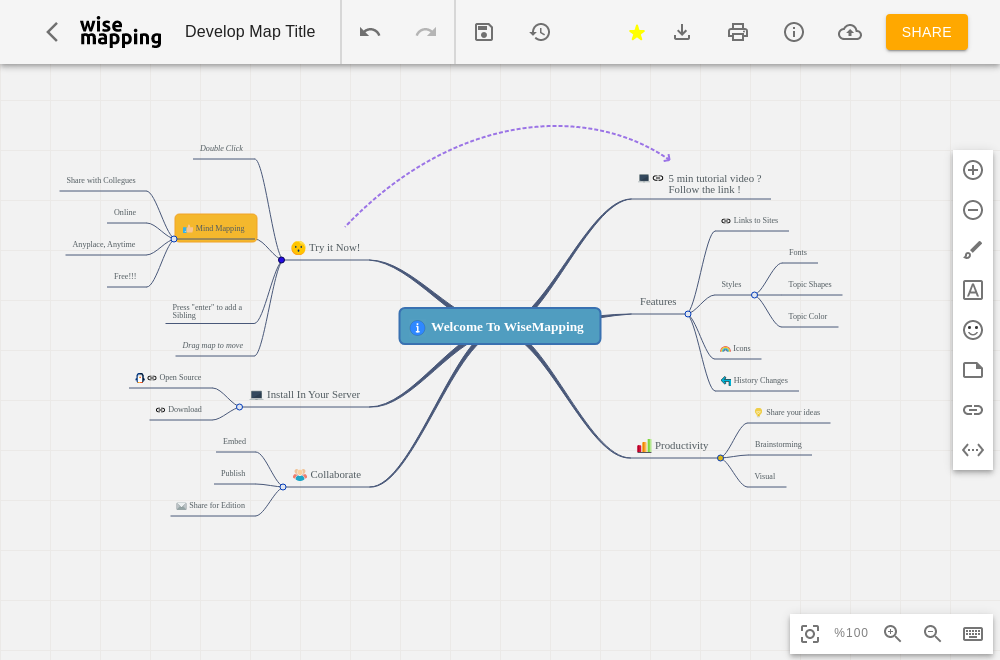 wise
mapping
Develop Map Title
SHARE
Double Click
Share with Collegues
Online
Mind Mapping
Anyplace, Anytime
Free!!!
Try it Now!
Press "enter" to add a
Sibling
Drag map to move
5 min tutorial video ?
Follow the link !
Links to Sites
Fonts
Styles
Topic Shapes
Features
Topic Color
Welcome To WiseMapping
Icons
History Changes
Open Source
Install In Your Server
Download
Share your ideas
Embed
Productivity
Brainstorming
Publish
Collaborate
Visual
Share for Edition
%100